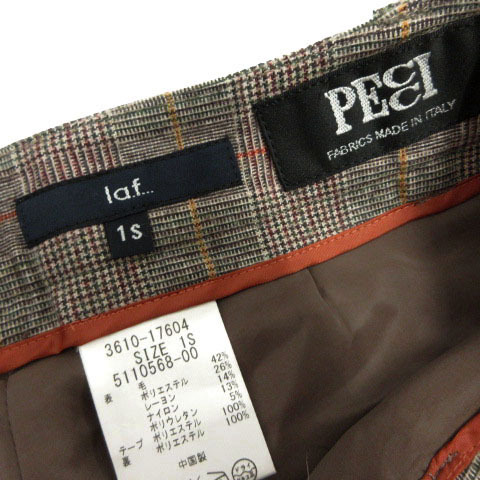 PECCI
FABRICS MADE IN ITALY
la.f...
1S
3610-17604
SIZE 1S
5110568-00
表 毛 42%
ポリエステル 26%
レーヨン 14%
ナイロン 13%
ポリウレタン 5%
テープ ポリエステル 100%
裏 ポリエステル 100%
中国製